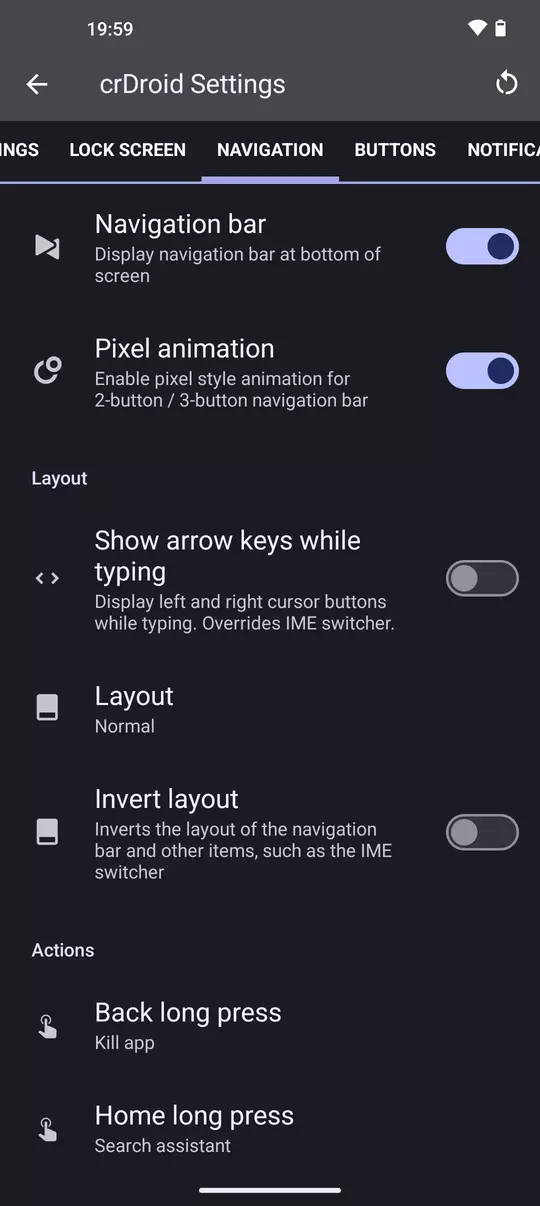 19:59
crDroid Settings
INGS LOCK SCREEN NAVIGATION BUTTONS NOTIFICA
Navigation bar
Display navigation bar at bottom of
screen
Pixel animation
Enable pixel style animation for
2-button / 3-button navigation bar
Layout
Show arrow keys while
typing
Display left and right cursor buttons
while typing. Overrides IME switcher.
Layout
Normal
Invert layout
Inverts the layout of the navigation
bar and other items, such as the IME
switcher
Actions
Back long press
Kill app
Home long press
Search assistant